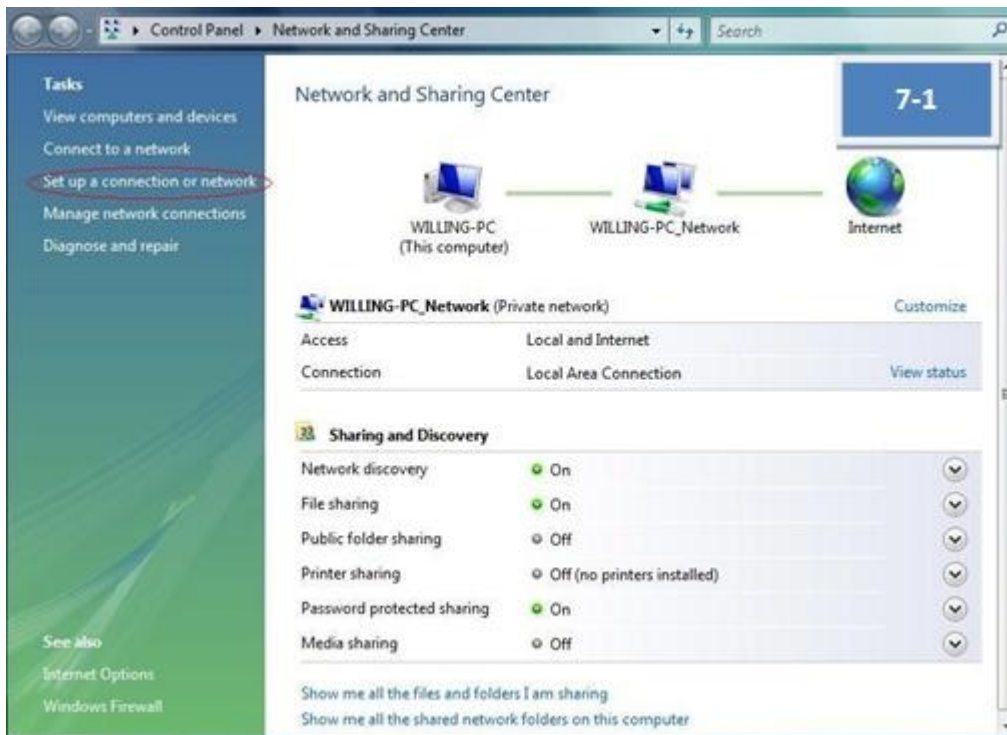 Control Panel Network and Sharing Center Search
Tasks
View computers and devices
Connect to a network
Set up a connection or network
Manage network connections
Diagnose and repair
See also
Internet Options
Windows Firewall
Network and Sharing Center
7-1
WILLING-PC
(This computer)
WILLING-PC_Network
Internet
WILLING-PC_Network (Private network) Customize
Access Local and Internet
Connection Local Area Connection View status
Sharing and Discovery
Network discovery On
File sharing On
Public folder sharing Off
Printer sharing Off (no printers installed)
Password protected sharing On
Media sharing Off
Show me all the files and folders I am sharing
Show me all the shared network folders on this computer